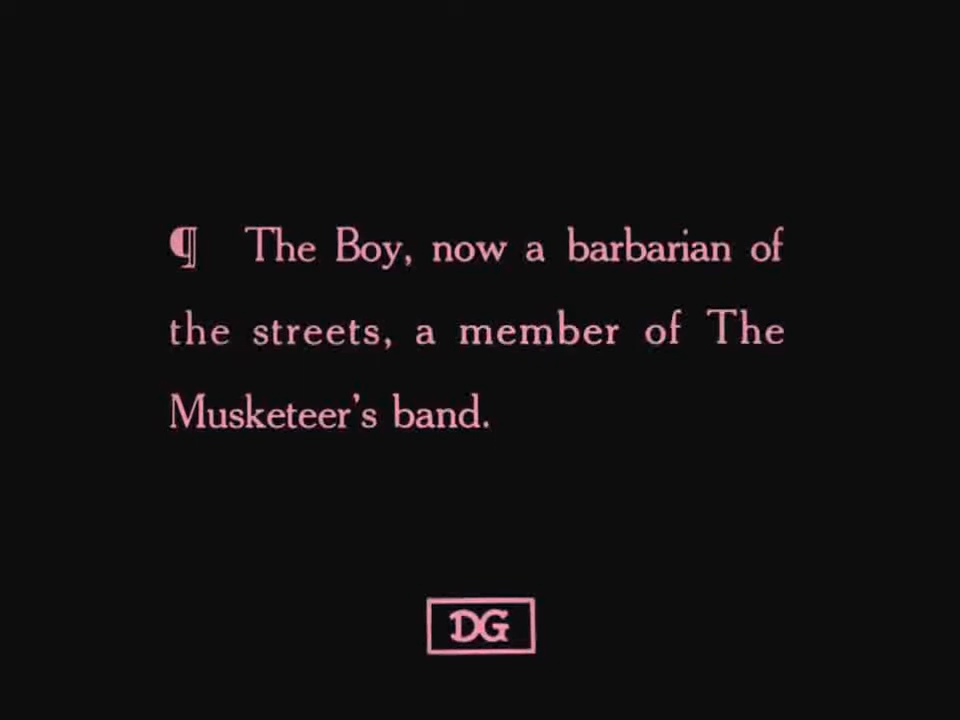 ¶ The Boy, now a barbarian of
the streets, a member of The
Musketeer's band.
DG